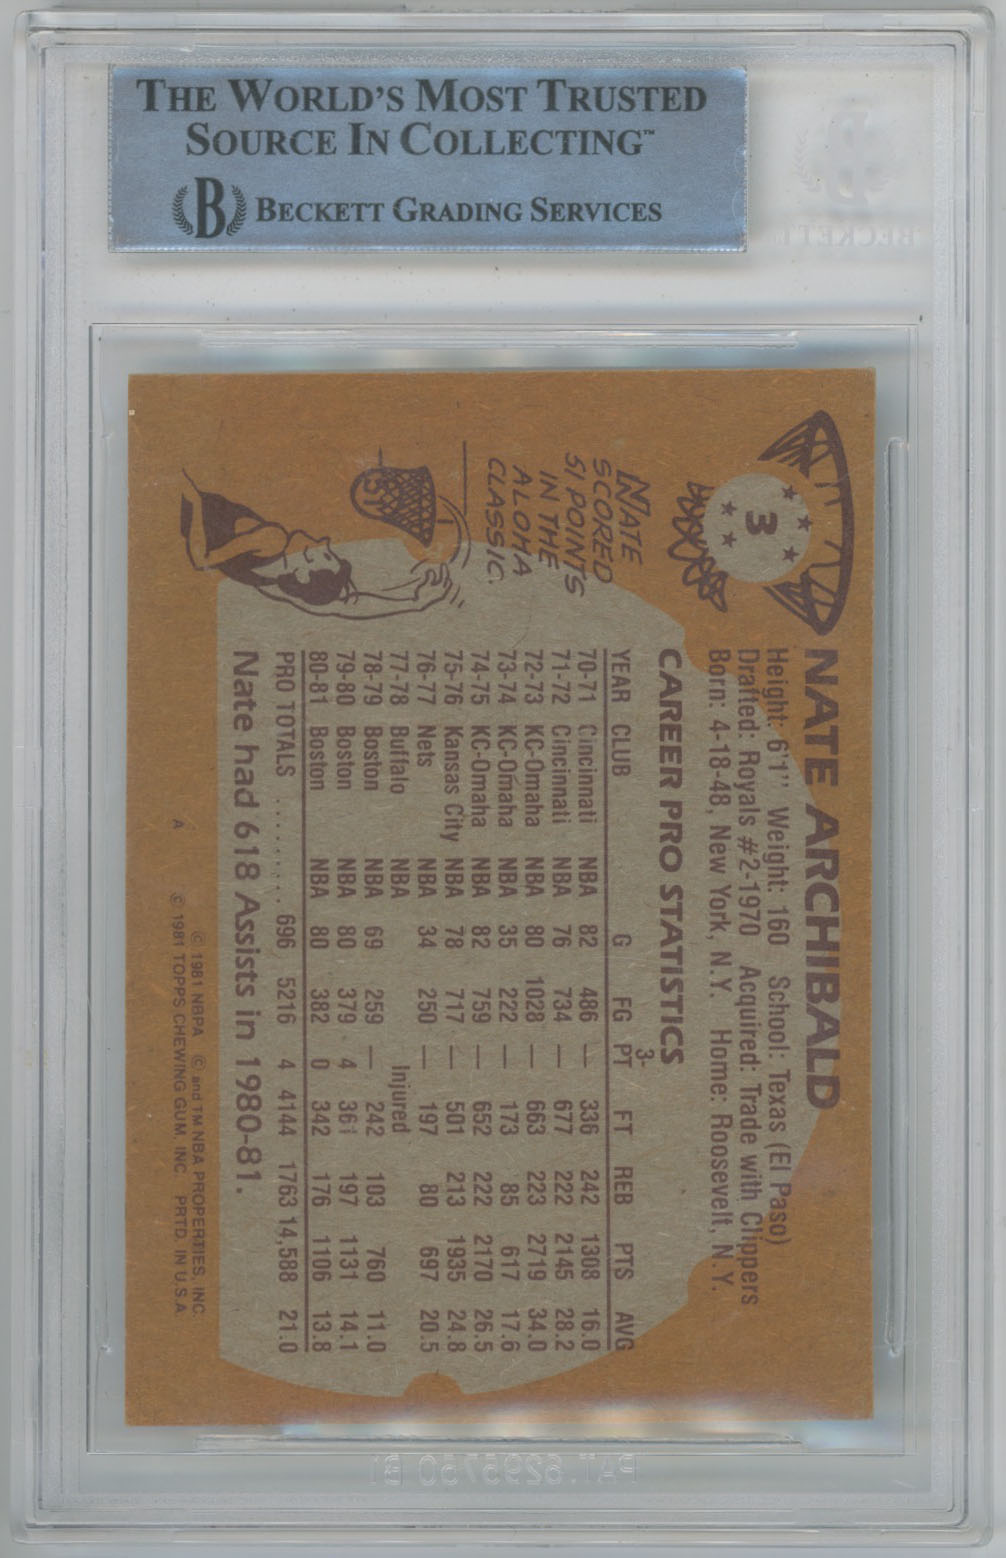 THE WORLD'S MOST TRUSTED
SOURCE IN COLLECTING™
B BECKETT GRADING SERVICES
BECKETT
3
NATE ARCHIBALD
Height: 6'1" Weight: 160 School: Texas (El Paso)
Drafted: Royals #2-1970 Acquired: Trade with Clippers
Born: 4-18-48, New York, N.Y. Home: Roosevelt, N.Y.
NATE
SCORED
51 POINTS
IN THE
ALOHA
CLASSIC.
51
CAREER PRO STATISTICS
YEAR CLUB G FG 3-PT FT REB PTS AVG
70-71 Cincinnati NBA 82 486 — 336 242 1308 16.0
71-72 Cincinnati NBA 76 734 — 677 222 2145 28.2
72-73 KC-Omaha NBA 80 1028 — 663 223 2719 34.0
73-74 KC-Omaha NBA 35 222 — 173 85 617 17.6
74-75 KC-Omaha NBA 82 759 — 652 222 2170 26.5
75-76 Kansas City NBA 78 717 — 501 213 1935 24.8
76-77 Nets NBA 34 250 — 197 80 697 20.5
77-78 Buffalo NBA Injured
78-79 Boston NBA 69 259 — 242 103 760 11.0
79-80 Boston NBA 80 379 4 361 197 1131 14.1
80-81 Boston NBA 80 382 0 342 176 1106 13.8
PRO TOTALS .......... 696 5216 4 4144 1763 14,588 21.0
Nate had 618 Assists in 1980-81.
© 1981 NBPA © and TM NBA PROPERTIES, INC.
A © 1981 TOPPS CHEWING GUM, INC. PRTD. IN U.S.A.
PAT. 6295750 B1